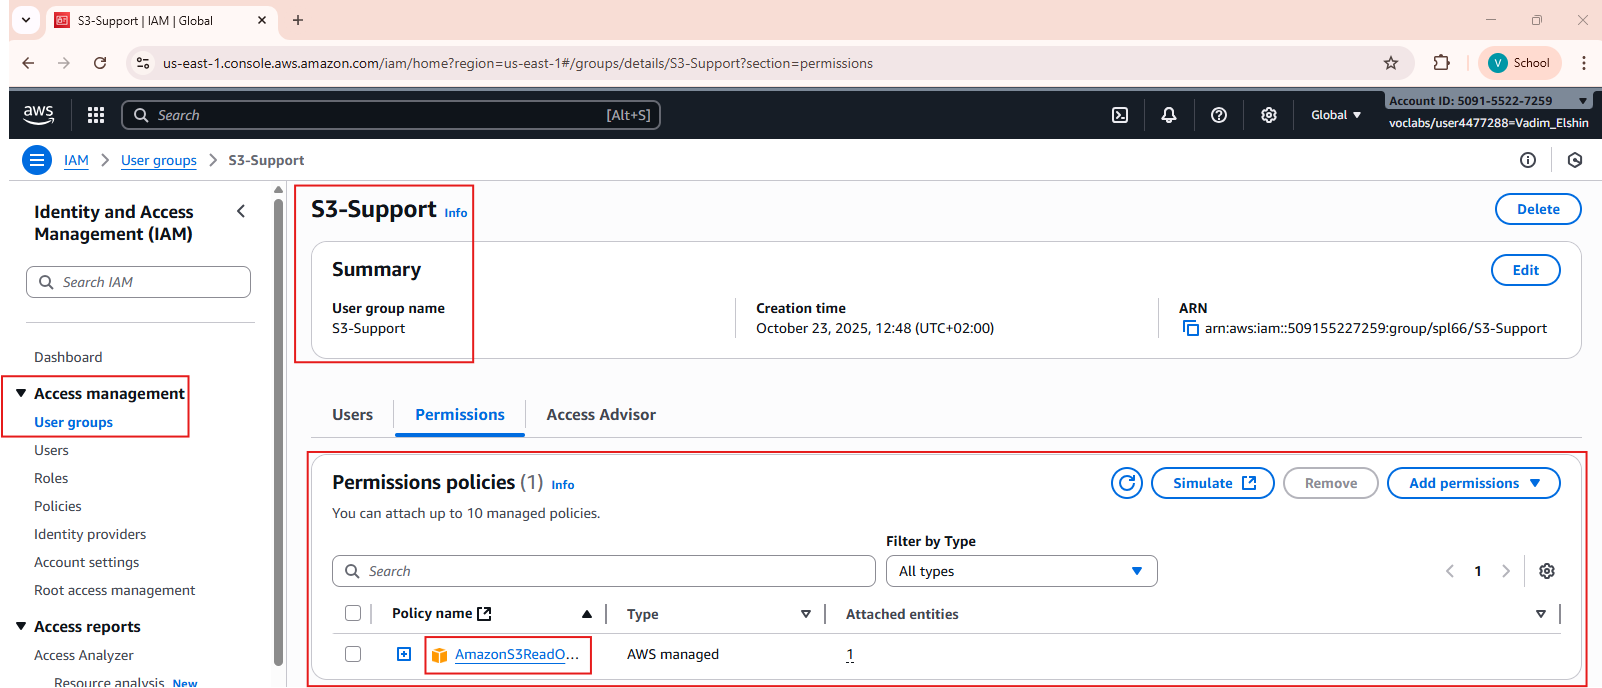 S3-Support | IAM | Global
us-east-1.console.aws.amazon.com/iam/home?region=us-east-1#/groups/details/S3-Support?section=permissions
V School
aws
Search [Alt+S]
Global
Account ID: 5091-5522-7259
voclabs/user4477288=Vadim_Elshin
IAM > User groups > S3-Support
Identity and Access
Management (IAM)
Search IAM
Dashboard
Access management
User groups
Users
Roles
Policies
Identity providers
Account settings
Root access management
Access reports
Access Analyzer
Resource analysis New
S3-Support Info
Delete
Summary
Edit
User group name
S3-Support
Creation time
October 23, 2025, 12:48 (UTC+02:00)
ARN
arn:aws:iam::509155227259:group/spl66/S3-Support
Users
Permissions
Access Advisor
Permissions policies (1) Info
Simulate
Remove
Add permissions
You can attach up to 10 managed policies.
Filter by Type
Search
All types
1
Policy name
Type
Attached entities
AmazonS3ReadO...
AWS managed
1